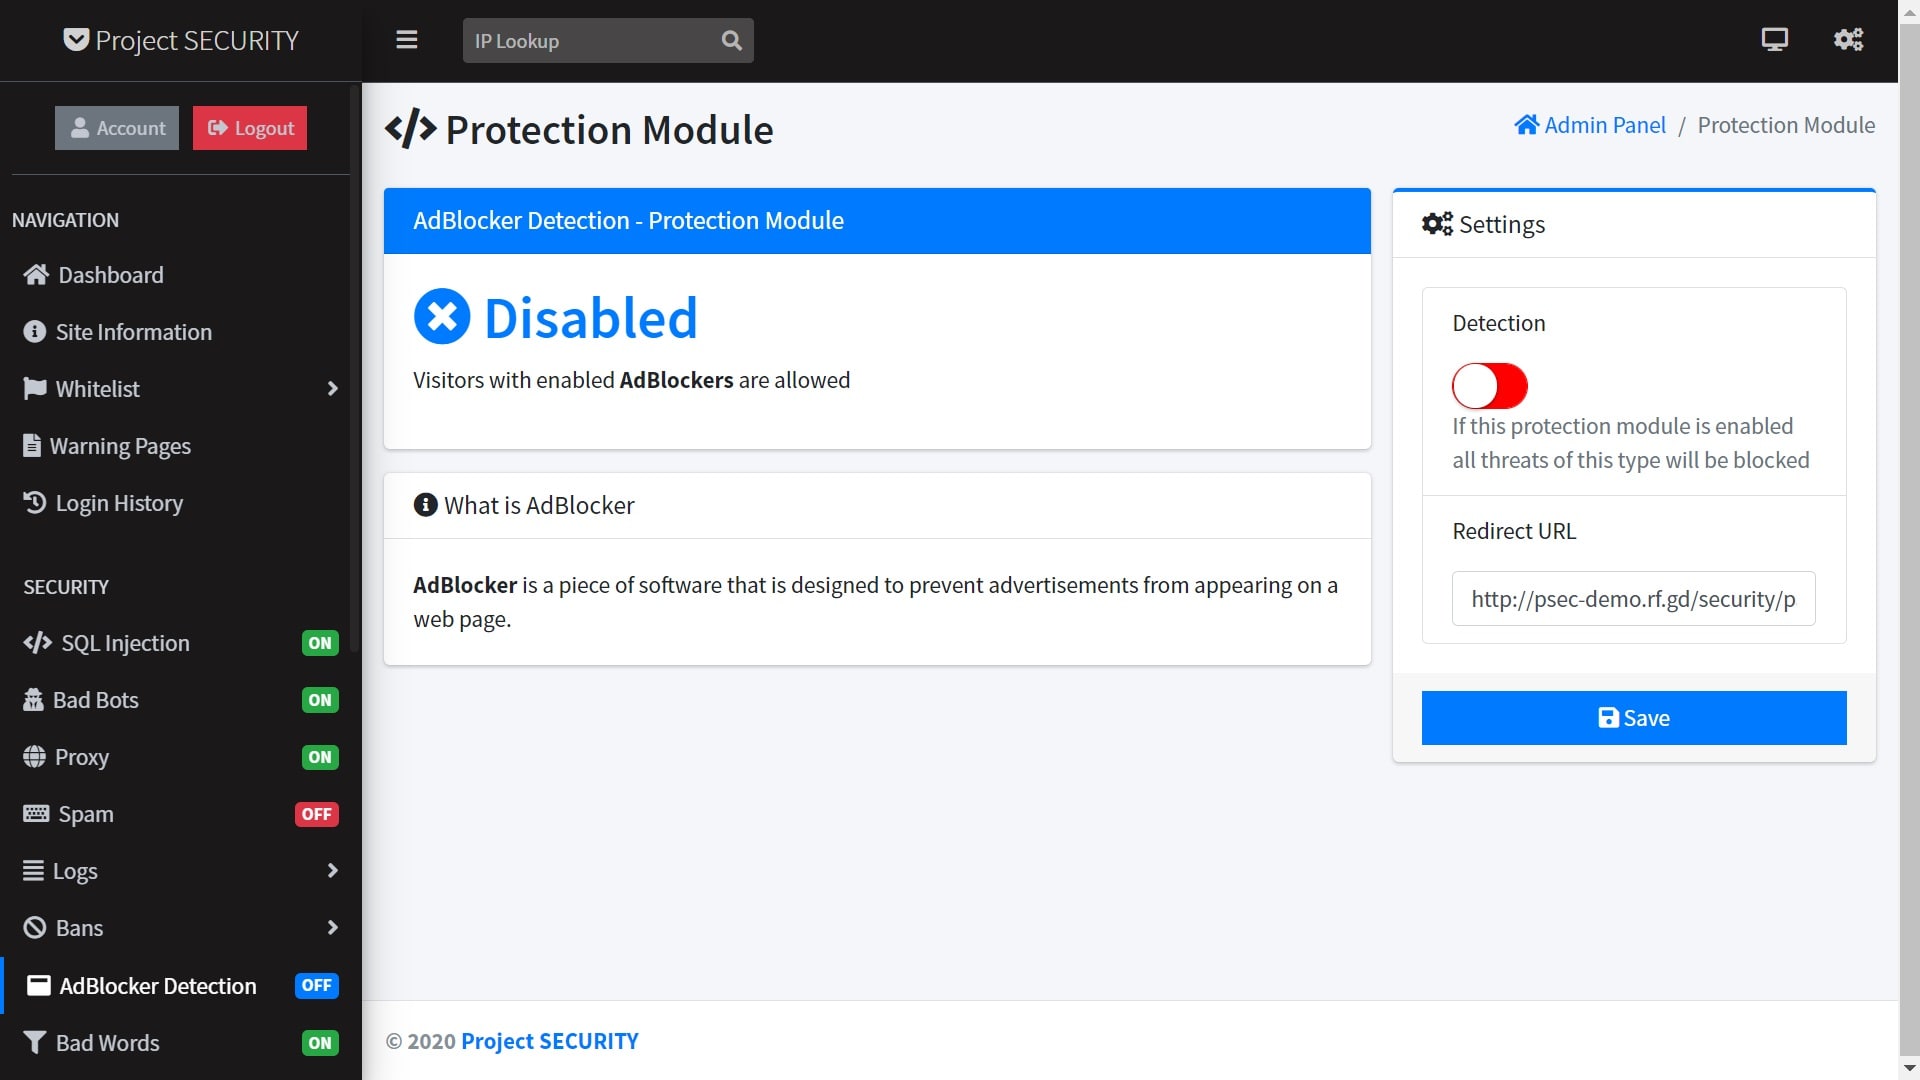 Project SECURITY
IP Lookup
Account
Logout
NAVIGATION
Dashboard
Site Information
Whitelist
Warning Pages
Login History
SECURITY
SQL Injection ON
Bad Bots ON
Proxy ON
Spam OFF
Logs
Bans
AdBlocker Detection OFF
Bad Words ON
Protection Module
Admin Panel / Protection Module
AdBlocker Detection - Protection Module
Disabled
Visitors with enabled AdBlockers are allowed
What is AdBlocker
AdBlocker is a piece of software that is designed to prevent advertisements from appearing on a
web page.
Settings
Detection
If this protection module is enabled
all threats of this type will be blocked
Redirect URL
http://psec-demo.rf.gd/security/p
Save
© 2020 Project SECURITY